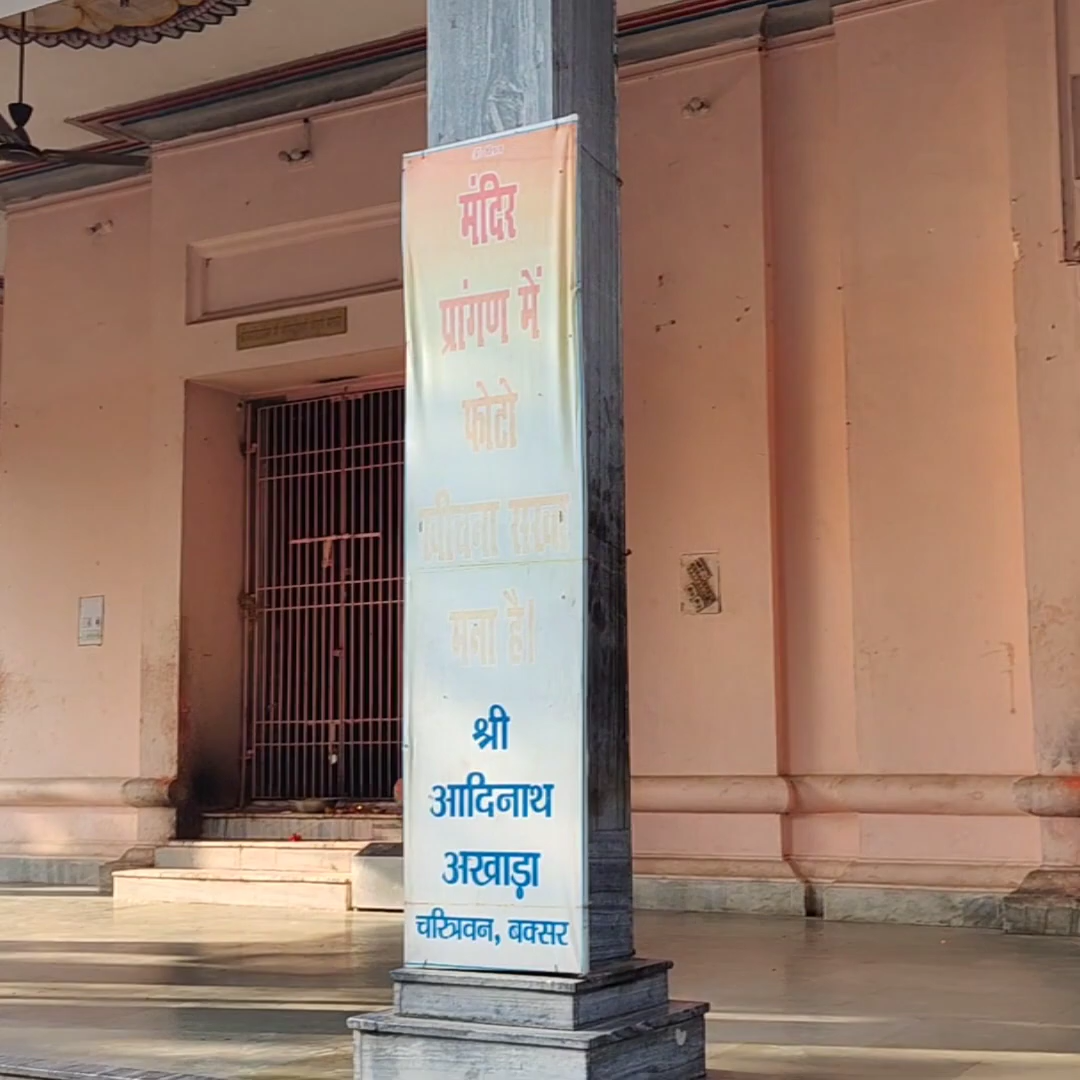 मंदिर
प्रांगण में
फोटो
खींचना सख्त
मना है।
श्री
आदिनाथ
अखाड़ा
चरित्रवन, बक्सर